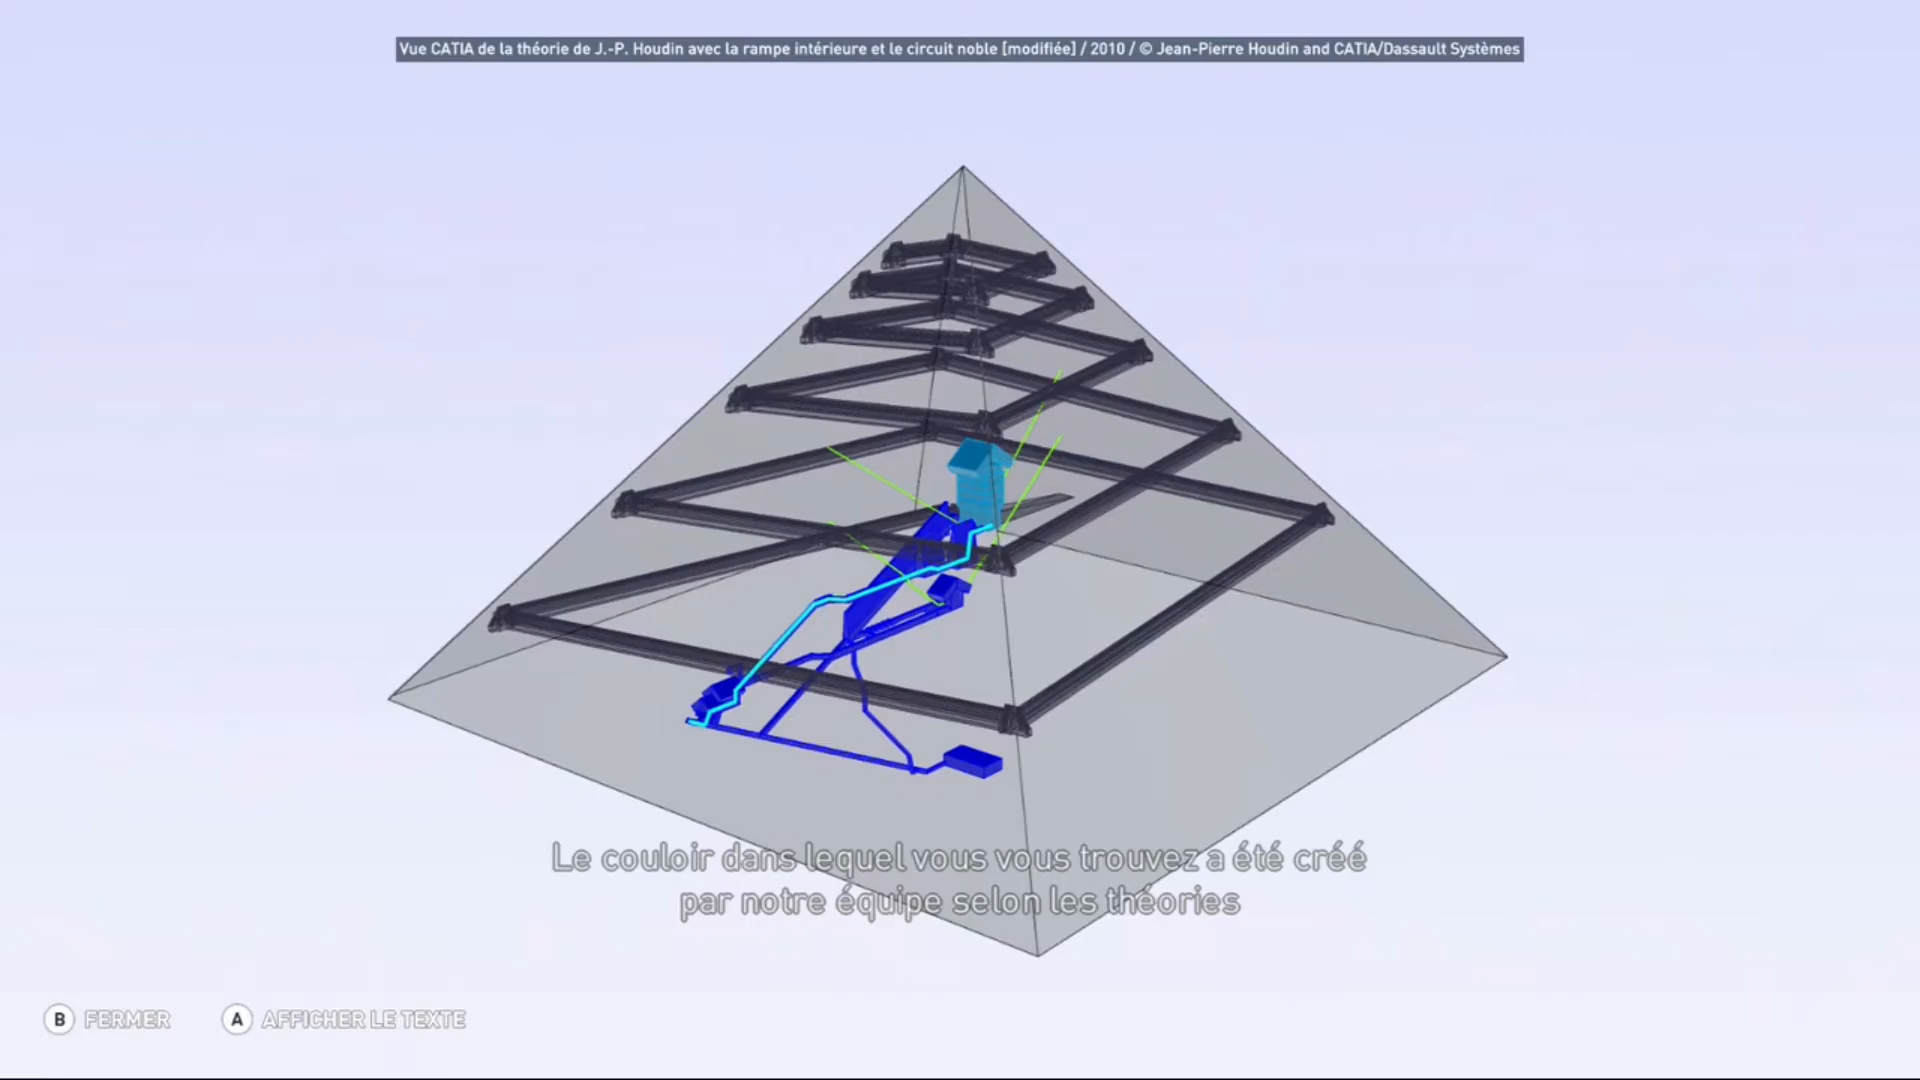 Vue CATIA de la théorie de J.-P. Houdin avec la rampe intérieure et le circuit noble [modifiée] / 2010 / © Jean-Pierre Houdin and CATIA/Dassault Systèmes
Le couloir dans lequel vous vous trouvez a été créé
par notre équipe selon les théories
B FERMER A AFFICHER LE TEXTE